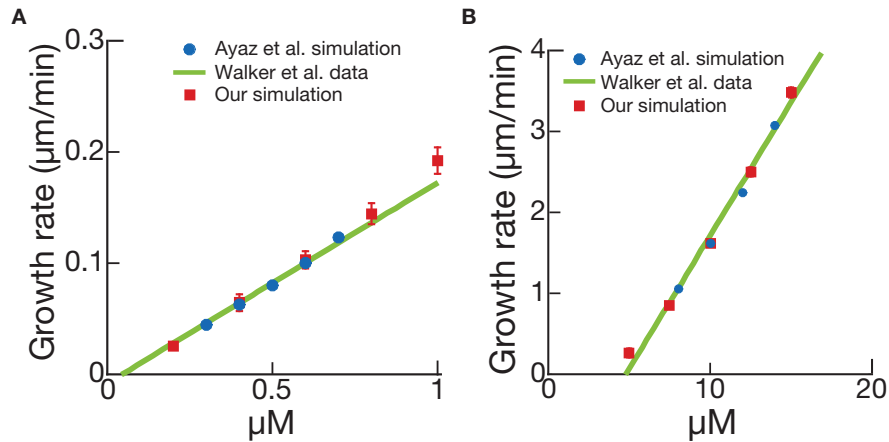 A
Growth rate (μm/min)
0.3
0.2
0.1
0
Ayaz et al. simulation
Walker et al. data
Our simulation
0
0.5
1
μM
B
Growth rate (μm/min)
4
3
2
1
0
Ayaz et al. simulation
Walker et al. data
Our simulation
0
10
20
μM